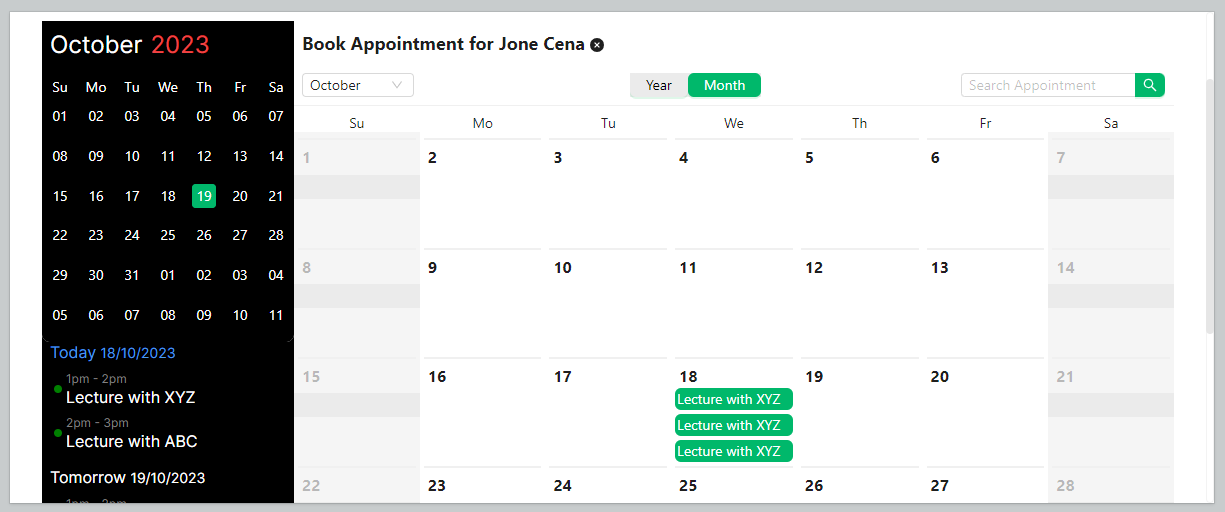 October 2023
Su Mo Tu We Th Fr Sa
01 02 03 04 05 06 07
08 09 10 11 12 13 14
15 16 17 18 19 20 21
22 23 24 25 26 27 28
29 30 31 01 02 03 04
05 06 07 08 09 10 11
Today 18/10/2023
1pm - 2pm
Lecture with XYZ
2pm - 3pm
Lecture with ABC
Tomorrow 19/10/2023
Book Appointment for Jone Cena
October Year Month Search Appointment
Su Mo Tu We Th Fr Sa
1 2 3 4 5 6 7
8 9 10 11 12 13 14
15 16 17 18 19 20 21
Lecture with XYZ
Lecture with XYZ
Lecture with XYZ
22 23 24 25 26 27 28